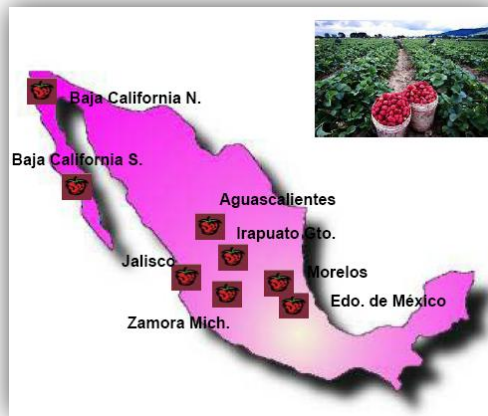 Baja California N.
Baja California S.
Aguascalientes
Irapuato Gto.
Jalisco
Morelos
Edo. de México
Zamora Mich.